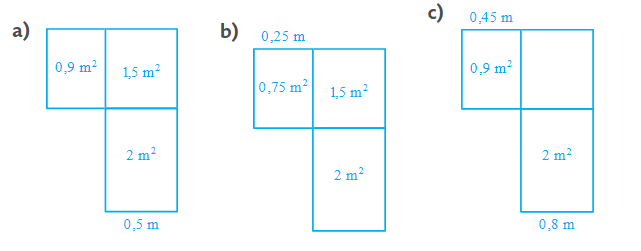 a)
0,9 m²
1,5 m²
2 m²
0,5 m
b)
0,25 m
0,75 m²
1,5 m²
2 m²
c)
0,45 m
0,9 m²
2 m²
0,8 m